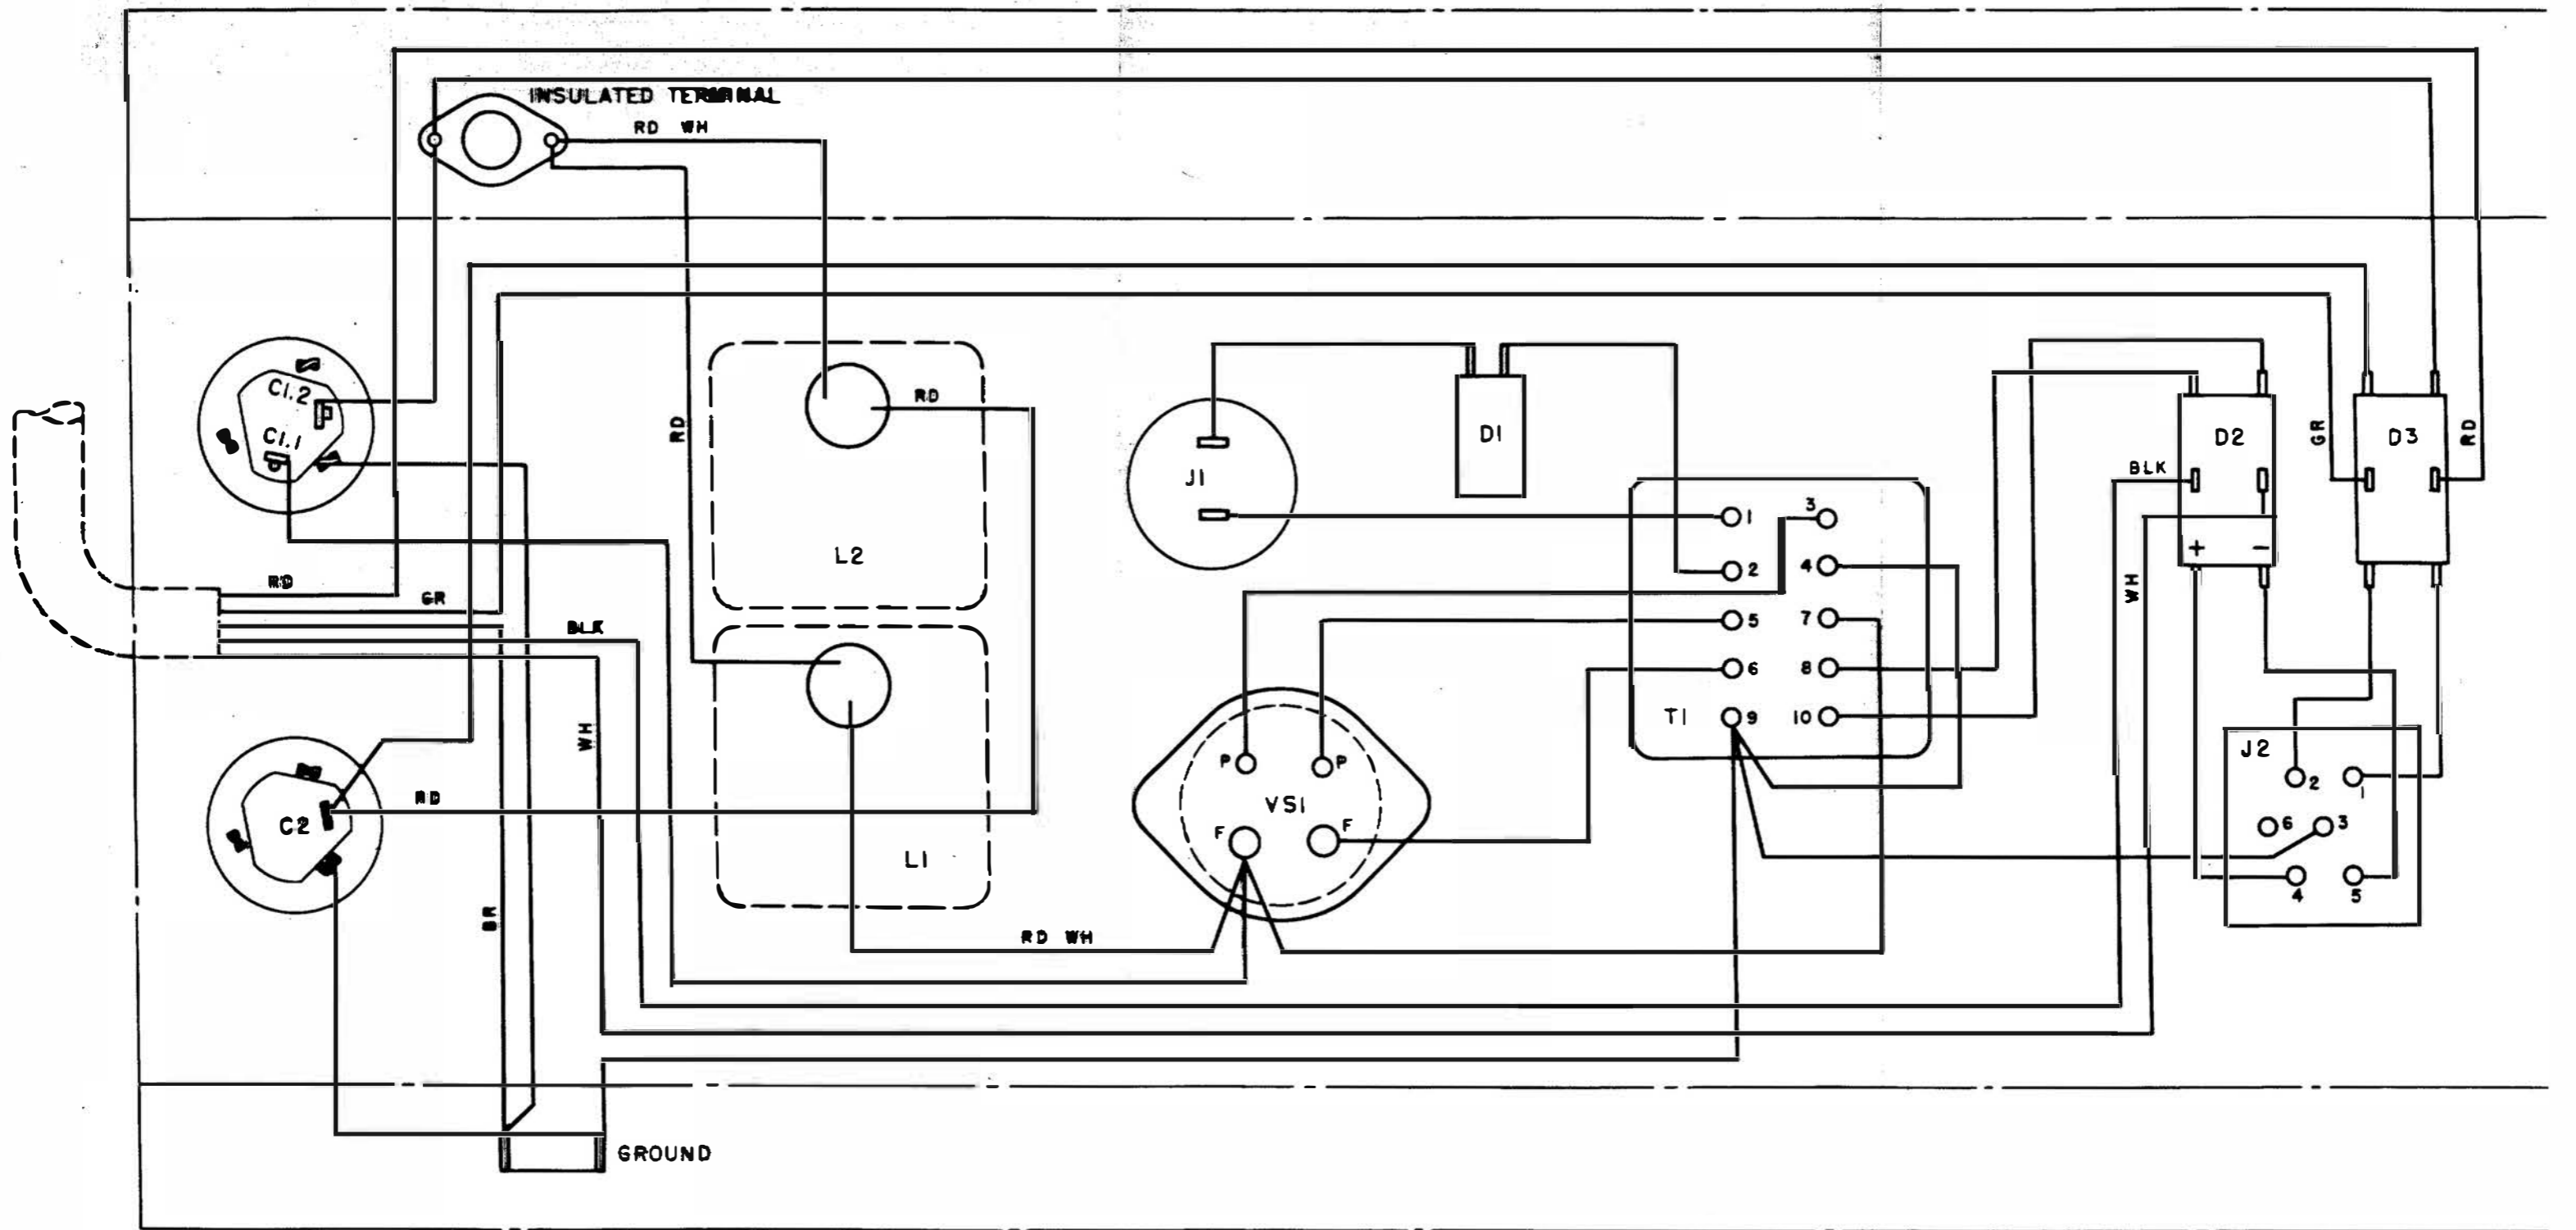 INSULATED TERMINAL
RD WH
C1.2
C1.1
RD
RD
L2
RD
GR
BLK
WH
RD
C2
L1
BR
RD WH
GROUND
J1
D1
1
2
3
4
5
6
7
8
9
10
T1
P
P
VS1
F
F
BLK
WH
D2
+ −
GR
D3
RD
J2
2
1
6
3
4
5